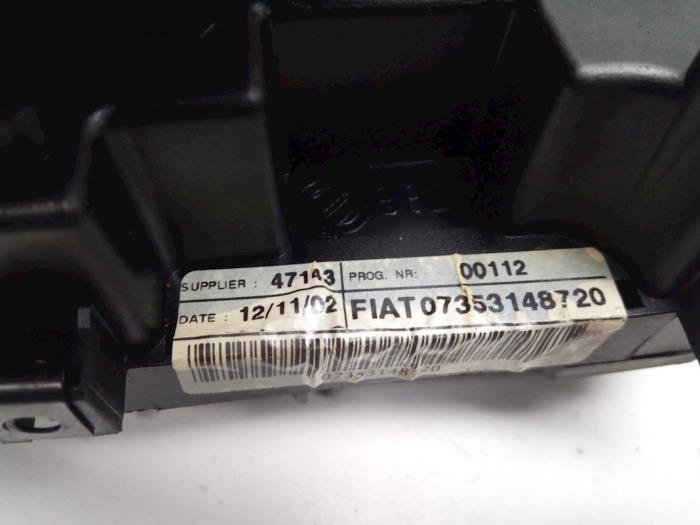 SUPPLIER : 47143 PROG. NR: 00112
DATE : 12/11/02 FIAT 07353148720